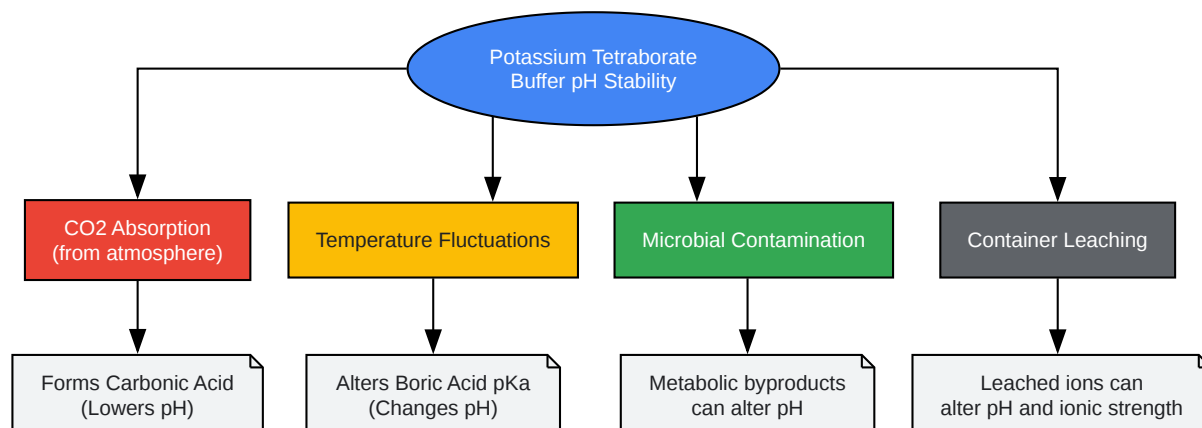 Potassium Tetraborate
Buffer pH Stability
CO2 Absorption
(from atmosphere)
Temperature Fluctuations
Microbial Contamination
Container Leaching
Forms Carbonic Acid
(Lowers pH)
Alters Boric Acid pKa
(Changes pH)
Metabolic byproducts
can alter pH
Leached ions can
alter pH and ionic strength